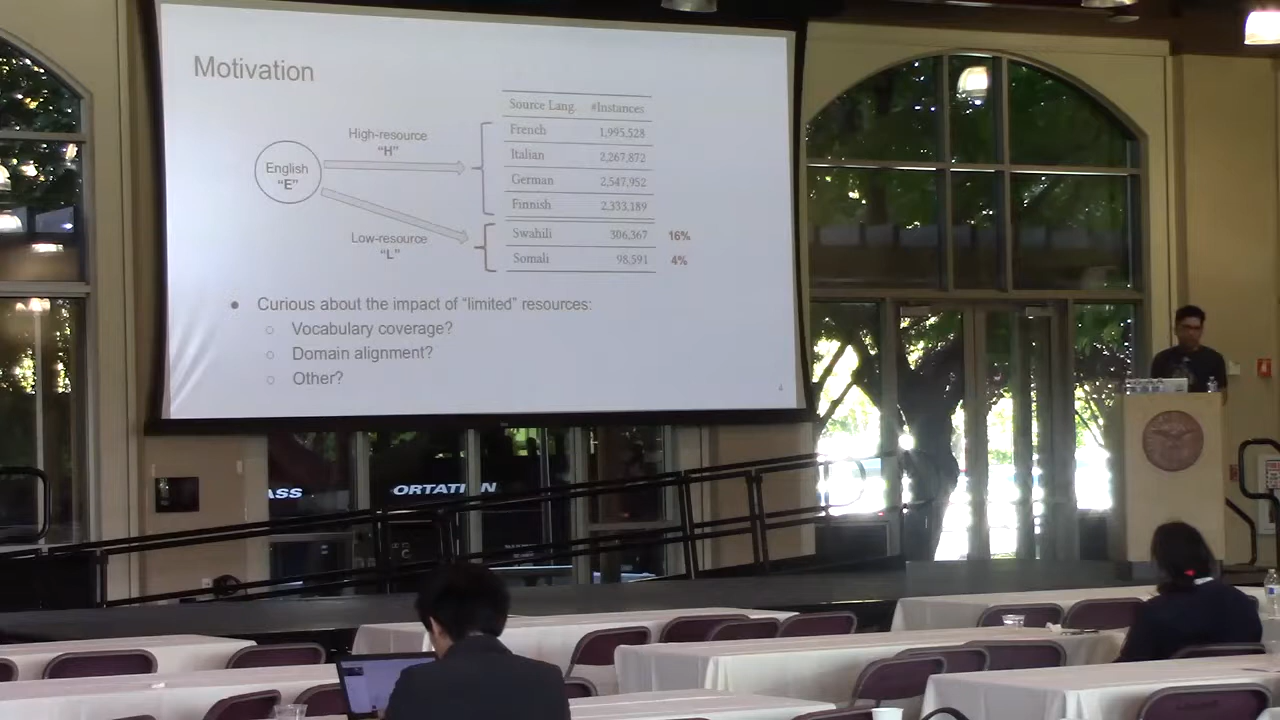 Motivation
Source Lang. #Instances
High-resource
"H"
French 1,995,528
Italian 2,267,872
English
"E"
German 2,547,952
Finnish 2,333,189
Low-resource
"L"
Swahili 306,367 16%
Somali 98,591 4%
● Curious about the impact of "limited" resources:
○ Vocabulary coverage?
○ Domain alignment?
○ Other?
4
ASS
ORTATION